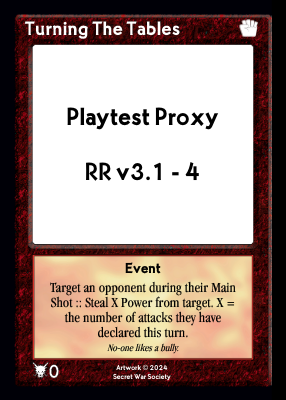 Turning The Tables
Playtest Proxy
RR v3.1 - 4
Event
Target an opponent during their Main
Shot :: Steal X Power from target. X =
the number of attacks they have
declared this turn.
No-one likes a bully.
0
Artwork © 2024
Secret War Society